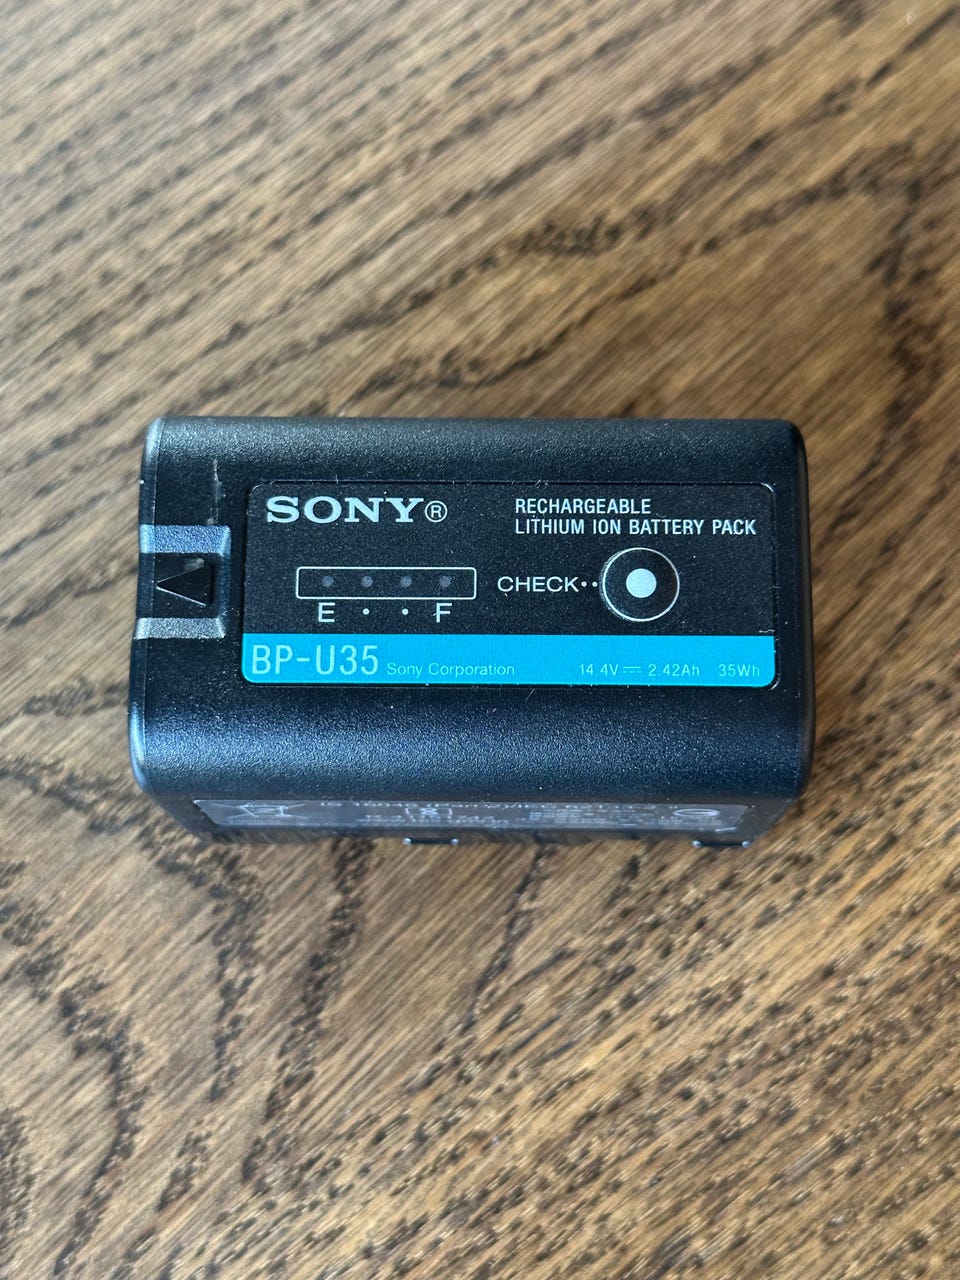 SONY®
RECHARGEABLE
LITHIUM ION BATTERY PACK
CHECK
E F
BP-U35 Sony Corporation 14.4V 2.42Ah 35Wh